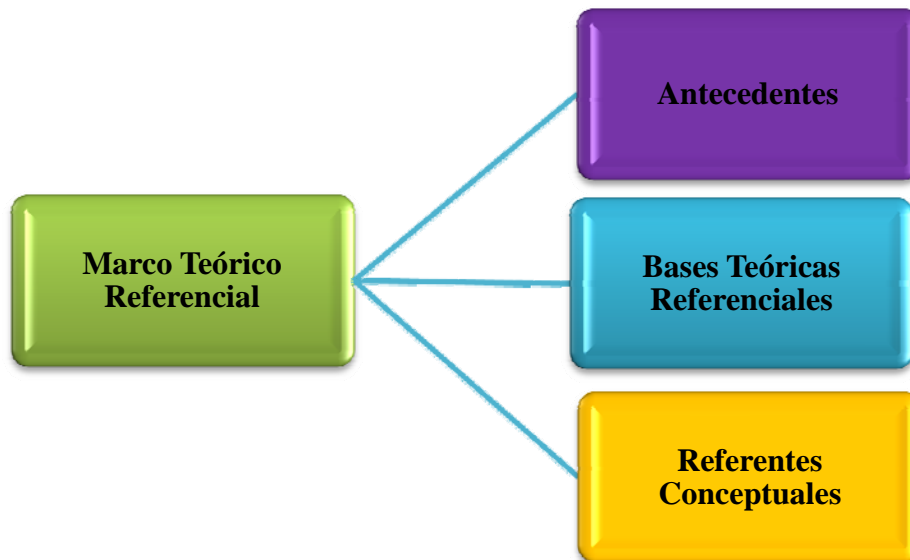 Antecedentes
Marco Teórico
Referencial
Bases Teóricas
Referenciales
Referentes
Conceptuales